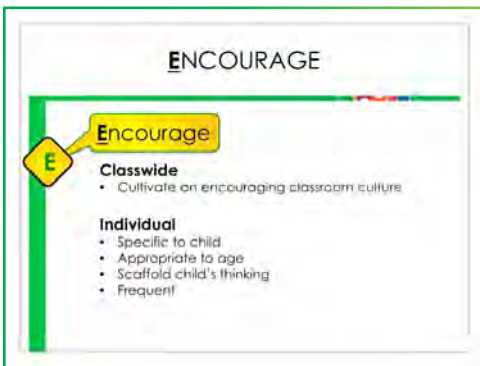 ENCOURAGE
Encourage
E
Classwide
• Cultivate an encouraging classroom culture
Individual
• Specific to child
• Appropriate to age
• Scaffold child's thinking
• Frequent